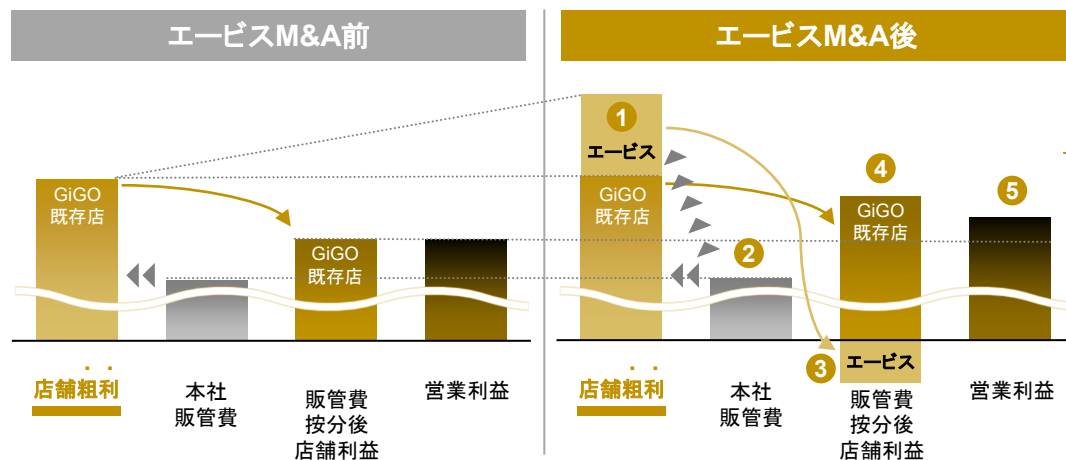 エービスM&A前
エービスM&A後
GiGO
既存店
GiGO
既存店
店舗粗利
本社
販管費
販管費
按分後
店舗利益
営業利益
1
エービス
GiGO
既存店
2
4
GiGO
既存店
5
3
エービス
店舗粗利
本社
販管費
販管費
按分後
店舗利益
営業利益